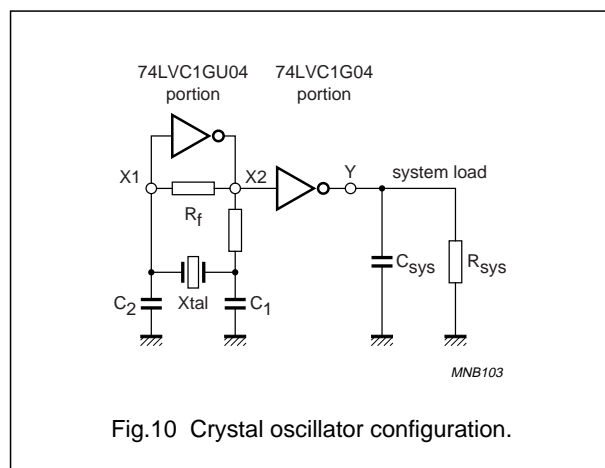 74LVC1GU04 74LVC1G04
portion portion
X1 X2 Y system load
Rf
Csys Rsys
C2 Xtal C1
MNB103
Fig.10 Crystal oscillator configuration.